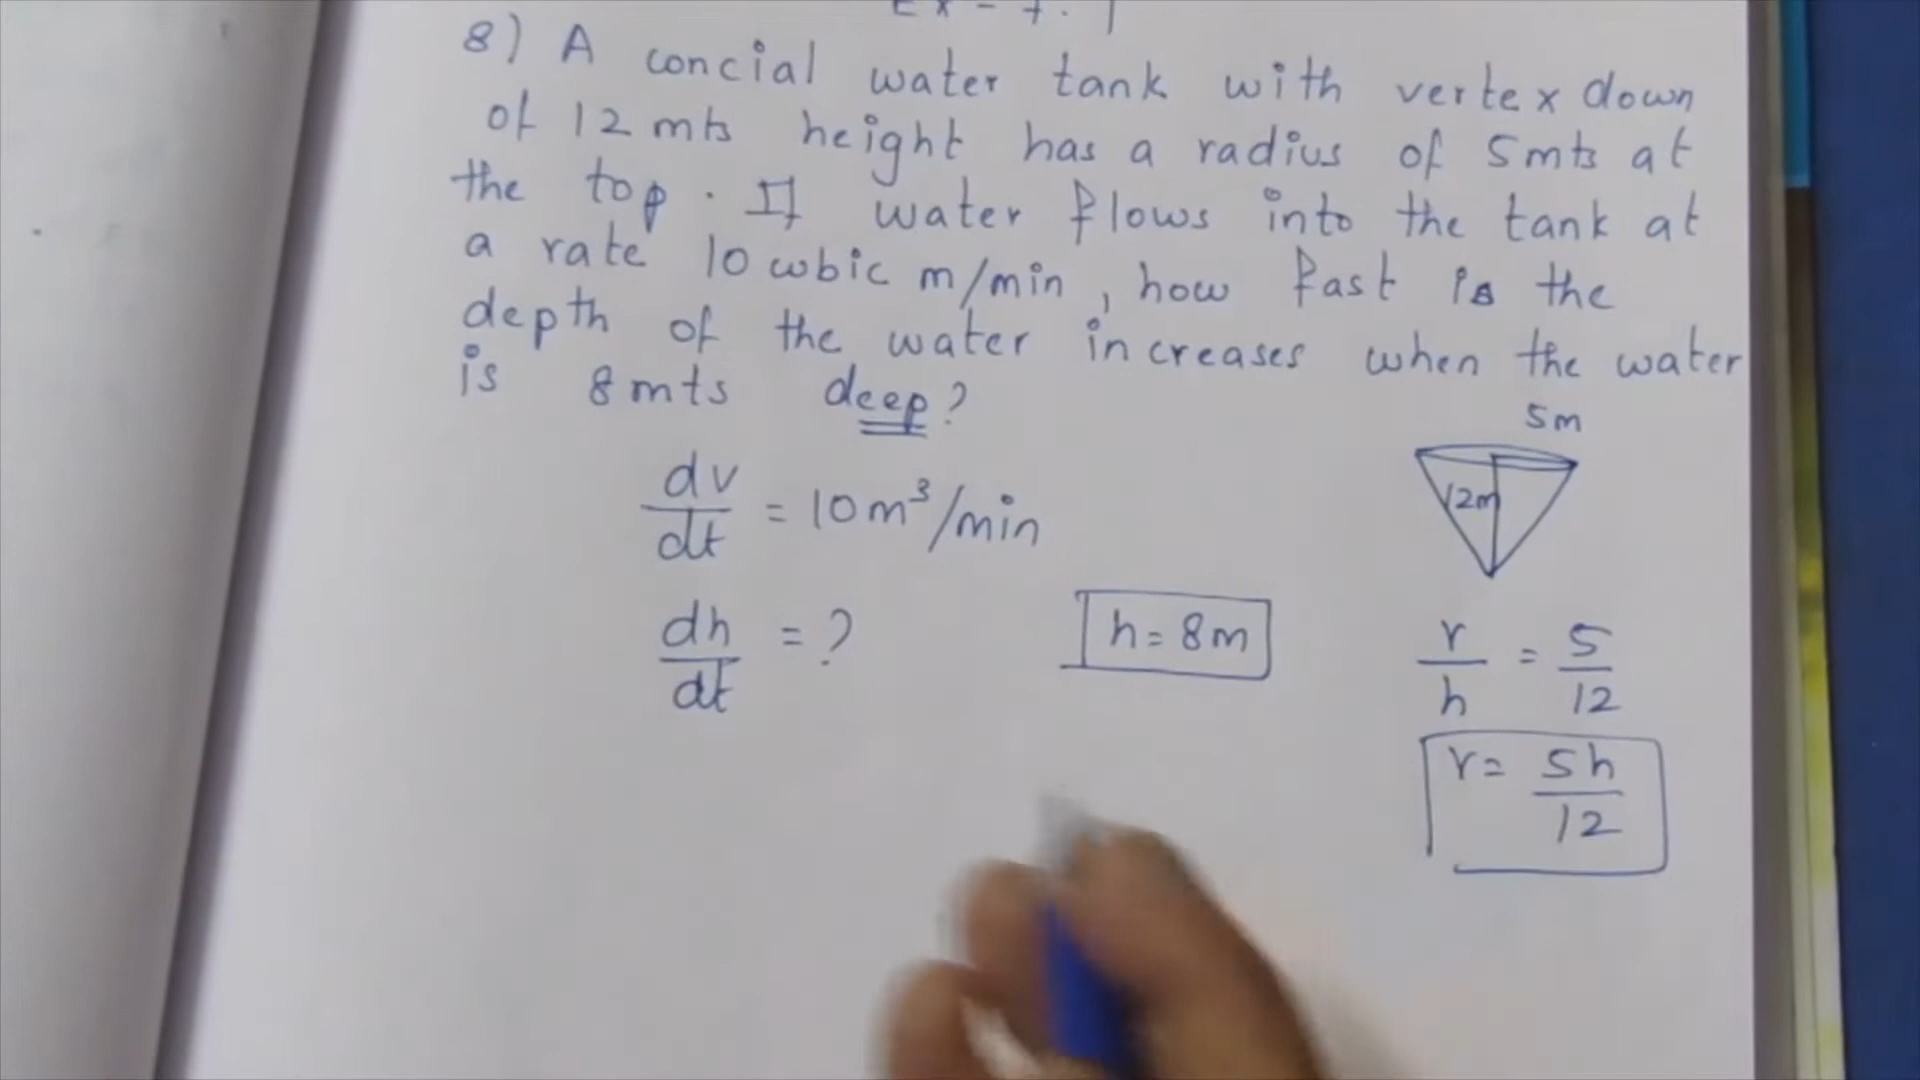 8) A concial water tank with vertex down
of 12 mts height has a radius of 5mts at
the top. If water flows into the tank at
a rate 10 cubic m/min, how fast is the
depth of the water increases when the water
is 8mts deep?
5m
12m
dv/dt = 10m³/min
dh/dt = ?
h = 8m
r/h = 5/12
r = 5h/12